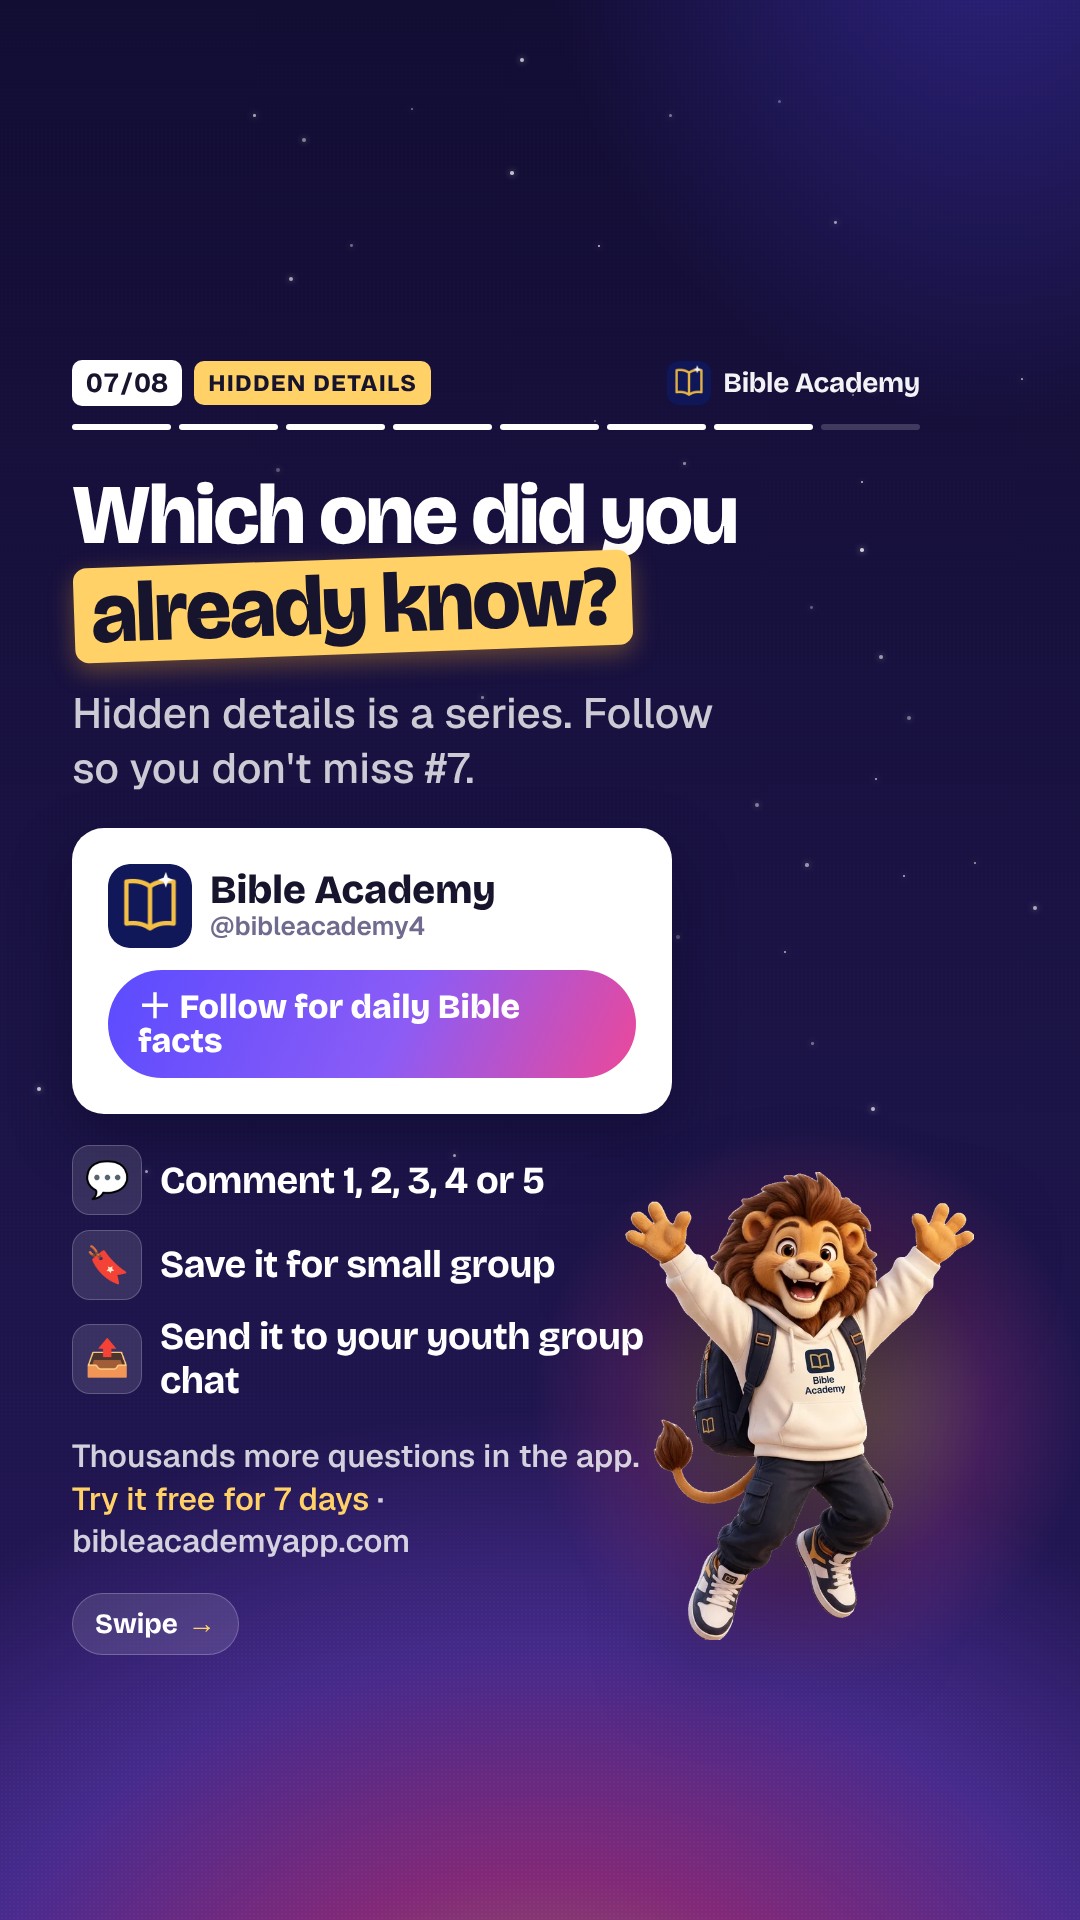 07/08 HIDDEN DETAILS Bible Academy
Which one did you
already know?
Hidden details is a series. Follow
so you don't miss #7.
Bible Academy
@bibleacademy4
+ Follow for daily Bible
facts
Comment 1, 2, 3, 4 or 5
Save it for small group
Send it to your youth group
chat
Bible
Academy
Thousands more questions in the app.
Try it free for 7 days ·
bibleacademyapp.com
Swipe →